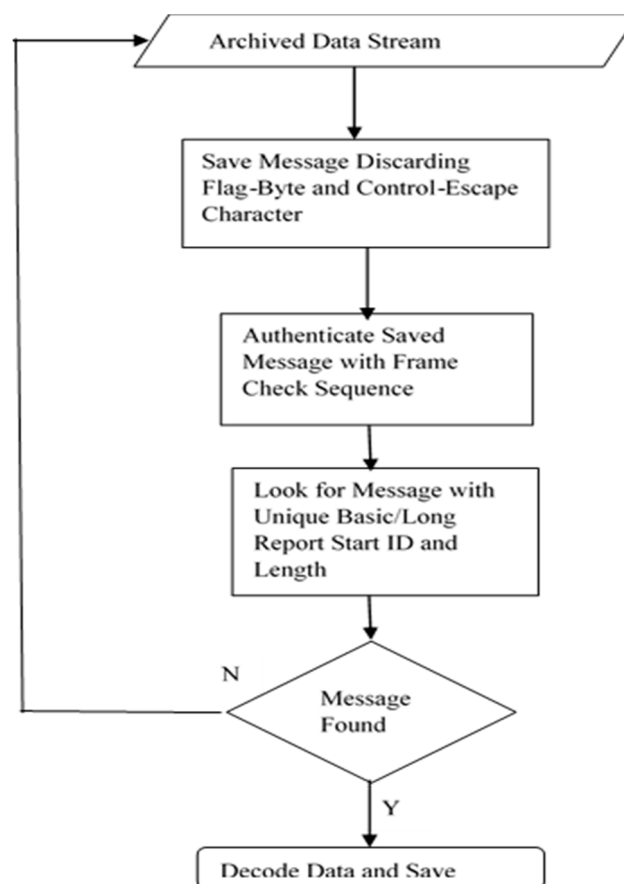 Archived Data Stream
Save Message Discarding
Flag-Byte and Control-Escape
Character
Authenticate Saved
Message with Frame
Check Sequence
Look for Message with
Unique Basic/Long
Report Start ID and
Length
N
Message
Found
Y
Decode Data and Save